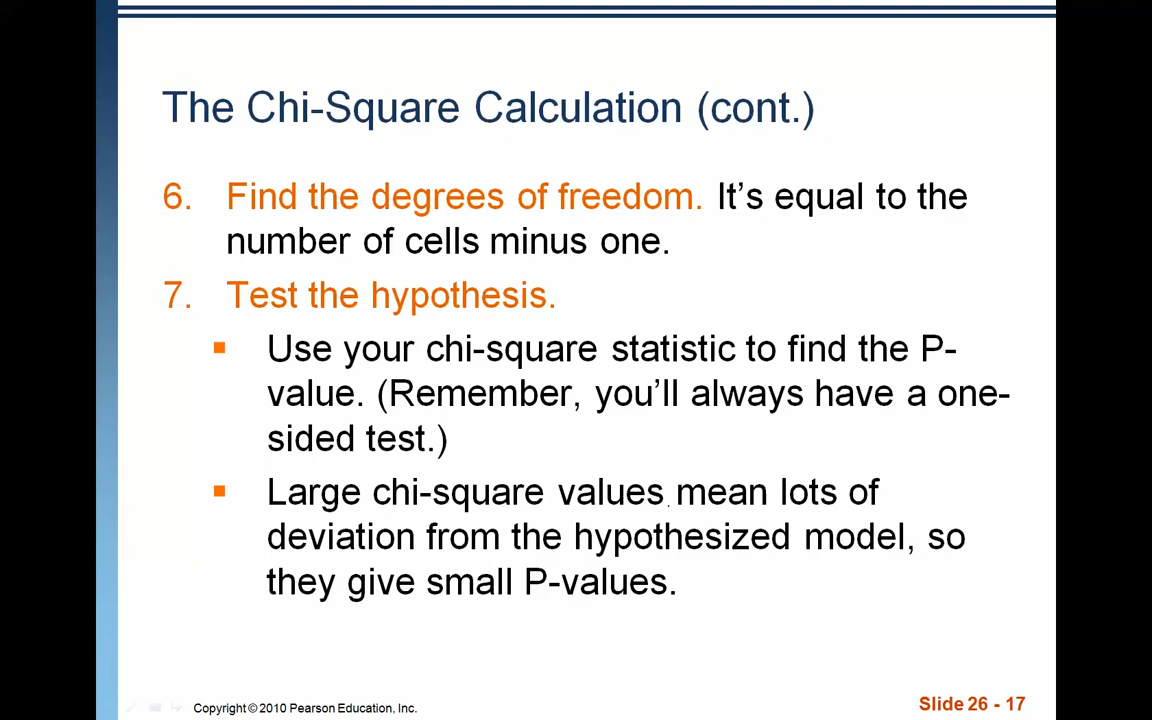 The Chi-Square Calculation (cont.)
6. Find the degrees of freedom. It’s equal to the
number of cells minus one.
7. Test the hypothesis.
▪ Use your chi-square statistic to find the P-
value. (Remember, you’ll always have a one-
sided test.)
▪ Large chi-square values mean lots of
deviation from the hypothesized model, so
they give small P-values.
Copyright © 2010 Pearson Education, Inc.
Slide 26 - 17